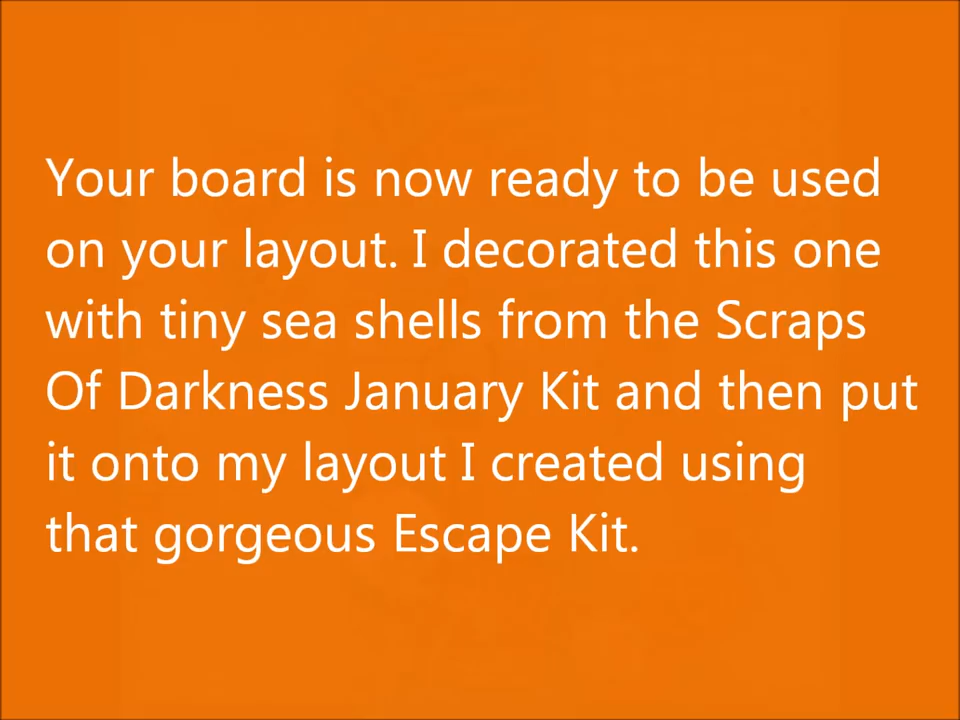 Your board is now ready to be used
on your layout. I decorated this one
with tiny sea shells from the Scraps
Of Darkness January Kit and then put
it onto my layout I created using
that gorgeous Escape Kit.